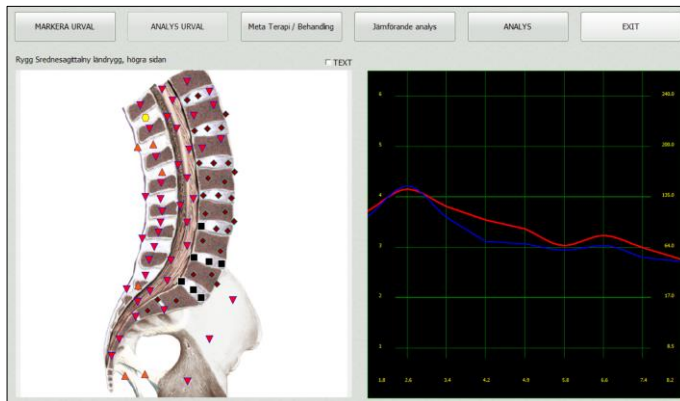 MARKERA URVAL
ANALYS URVAL
Meta Terapi / Behandling
Jämförande analys
ANALYS
EXIT
Rygg Srednesagittalny ländrygg, högra sidan
TEXT
6
240.0
5
200.0
4
135.0
3
64.0
2
17.0
1
8.5
1.8 2.6 3.4 4.2 4.9 5.8 6.6 7.4 8.2